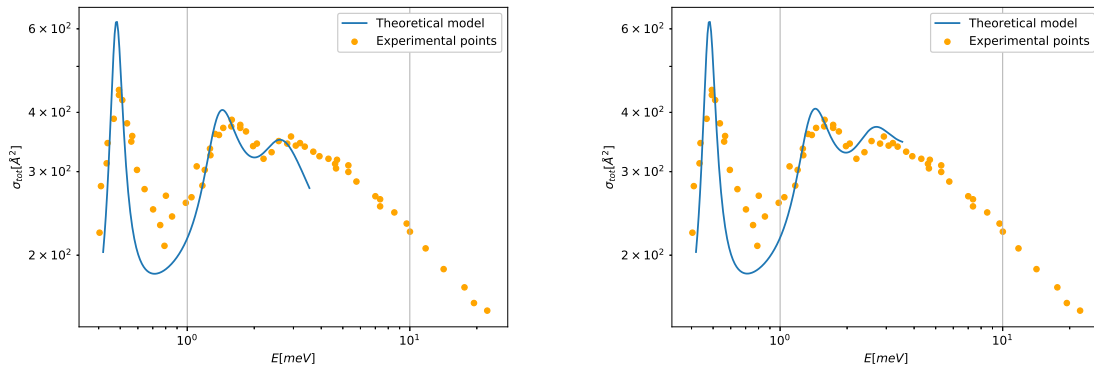 Theoretical model
Experimental points
6 × 10²
4 × 10²
3 × 10²
2 × 10²
σ_tot[Å²]
10⁰
10¹
E[meV]
Theoretical model
Experimental points
6 × 10²
4 × 10²
3 × 10²
2 × 10²
σ_tot[Å²]
10⁰
10¹
E[meV]